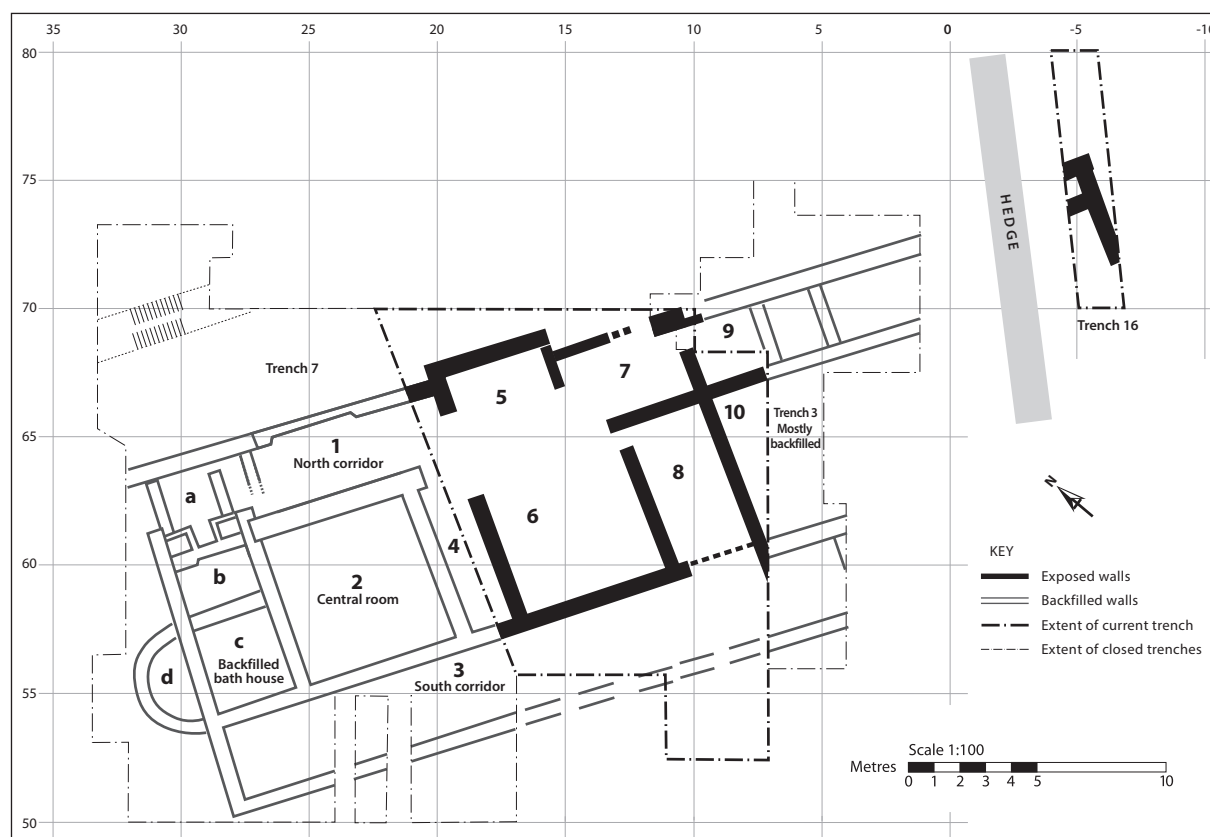 35 30 25 20 15 10 5 0 -5 -10
80
75
70
65
60
55
50
HEDGE
Trench 16
Trench 7
9
7
5
10
Trench 3
Mostly
backfilled
1
North corridor
8
a
6
4
b
2
Central room
c
Backfilled
bath house
d
3
South corridor
N
KEY
Exposed walls
Backfilled walls
Extent of current trench
Extent of closed trenches
Scale 1:100
Metres
0 1 2 3 4 5 10